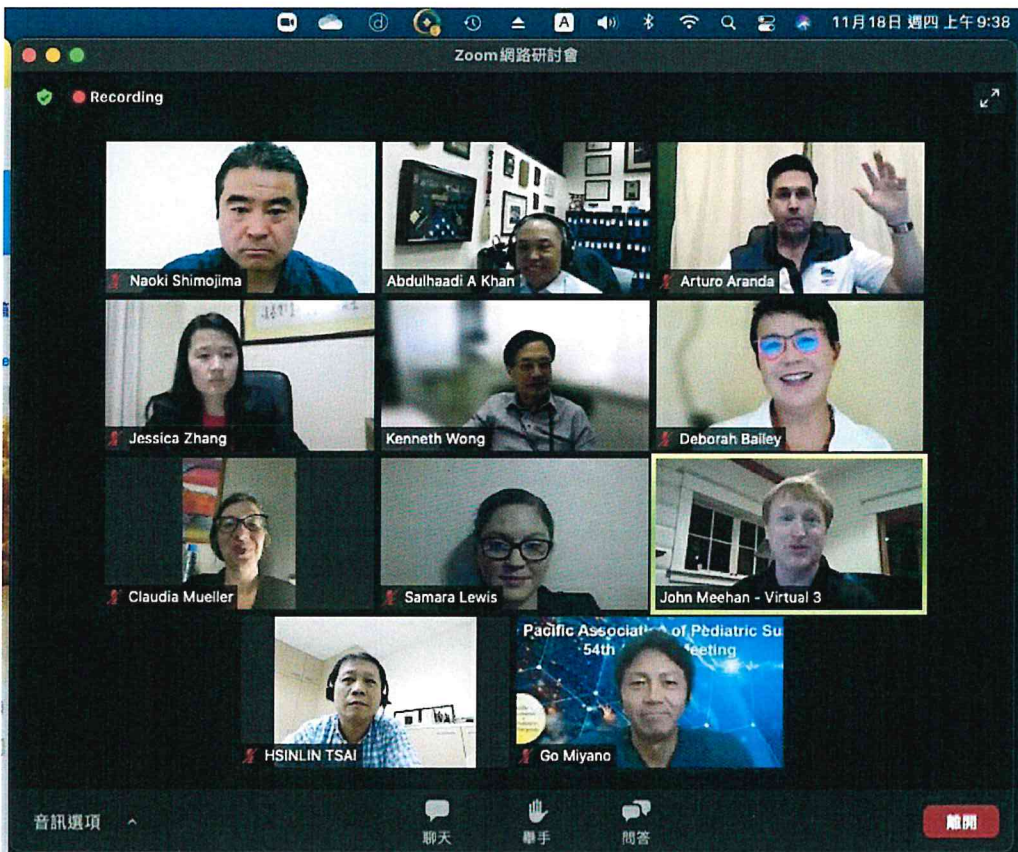 A
11月18日 週四 上午9:38
Zoom網路研討會
Recording
Naoki Shimojima
Abdulhaadi A Khan
Arturo Aranda
Jessica Zhang
Kenneth Wong
Deborah Bailey
Claudia Mueller
Samara Lewis
John Meehan - Virtual 3
Pacific Association of Pediatric Su
54th
Meeting
HSINLIN TSAI
Go Miyano
音訊選項
聊天
舉手
問答
離開